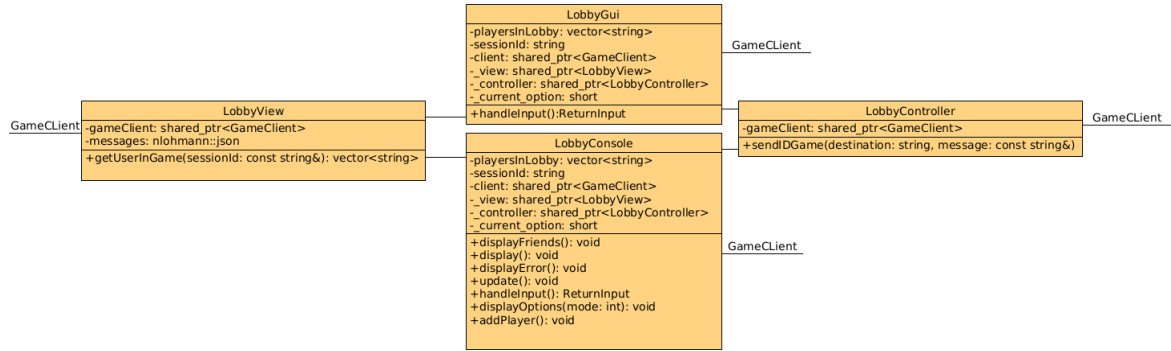 LobbyGui
-playersInLobby: vector<string>
-sessionId: string
-client: shared_ptr<GameClient>
-_view: shared_ptr<LobbyView>
-_controller: shared_ptr<LobbyController>
-_current_option: short
+handleInput():ReturnInput
GameCLient
LobbyView
-gameClient: shared_ptr<GameClient>
-messages: nlohmann::json
+getUserInGame(sessionId: const string&): vector<string>
GameCLient
LobbyController
-gameClient: shared_ptr<GameClient>
+sendIDGame(destination: string, message: const string&)
GameCLient
LobbyConsole
-playersInLobby: vector<string>
-sessionId: string
-client: shared_ptr<GameClient>
-_view: shared_ptr<LobbyView>
-_controller: shared_ptr<LobbyController>
-_current_option: short
+displayFriends(): void
+display(): void
+displayError(): void
+update(): void
+handleInput(): ReturnInput
+displayOptions(mode: int): void
+addPlayer(): void
GameCLient